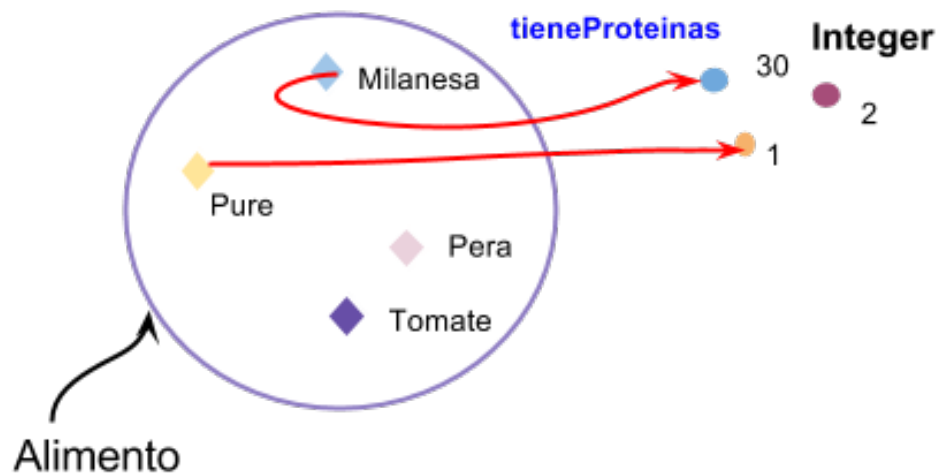 tieneProteinas
Integer
Milanesa
30
2
1
Pure
Pera
Tomate
Alimento